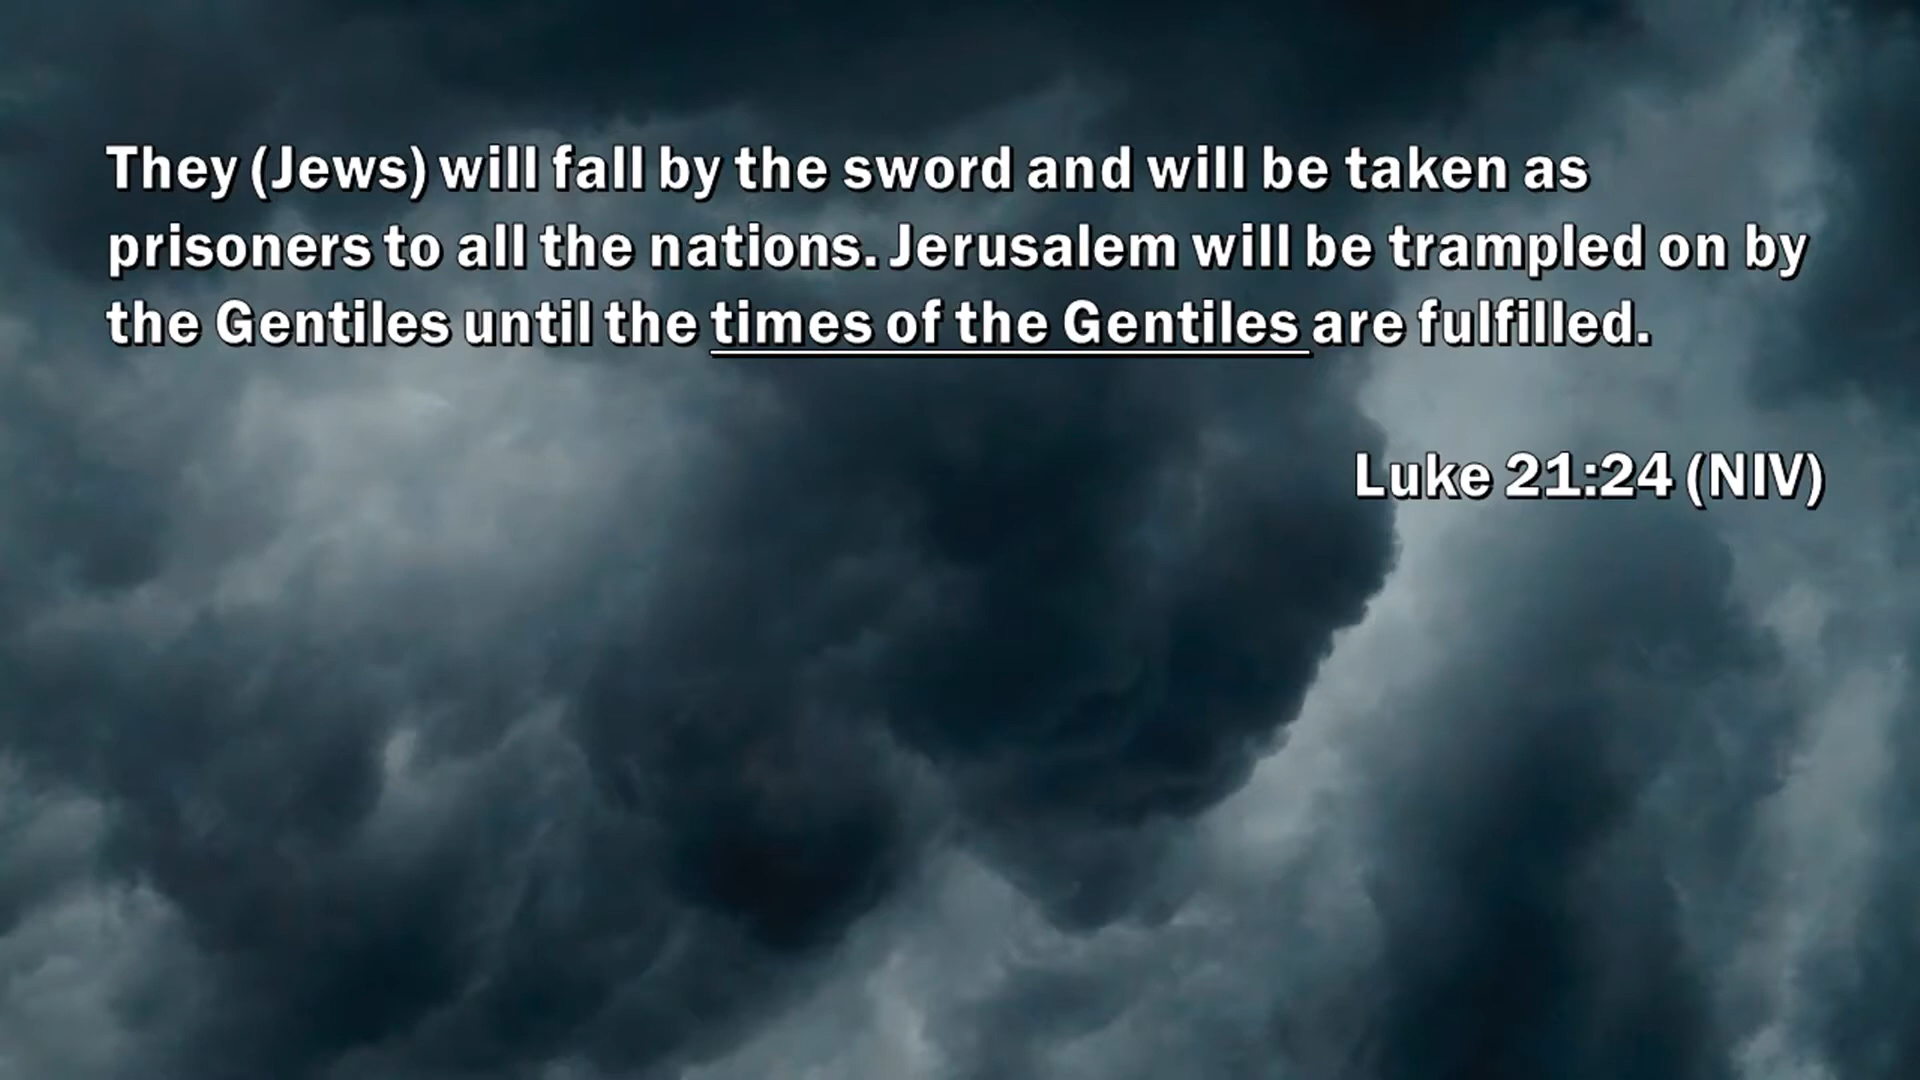 They (Jews) will fall by the sword and will be taken as
prisoners to all the nations. Jerusalem will be trampled on by
the Gentiles until the times of the Gentiles are fulfilled.
Luke 21:24 (NIV)